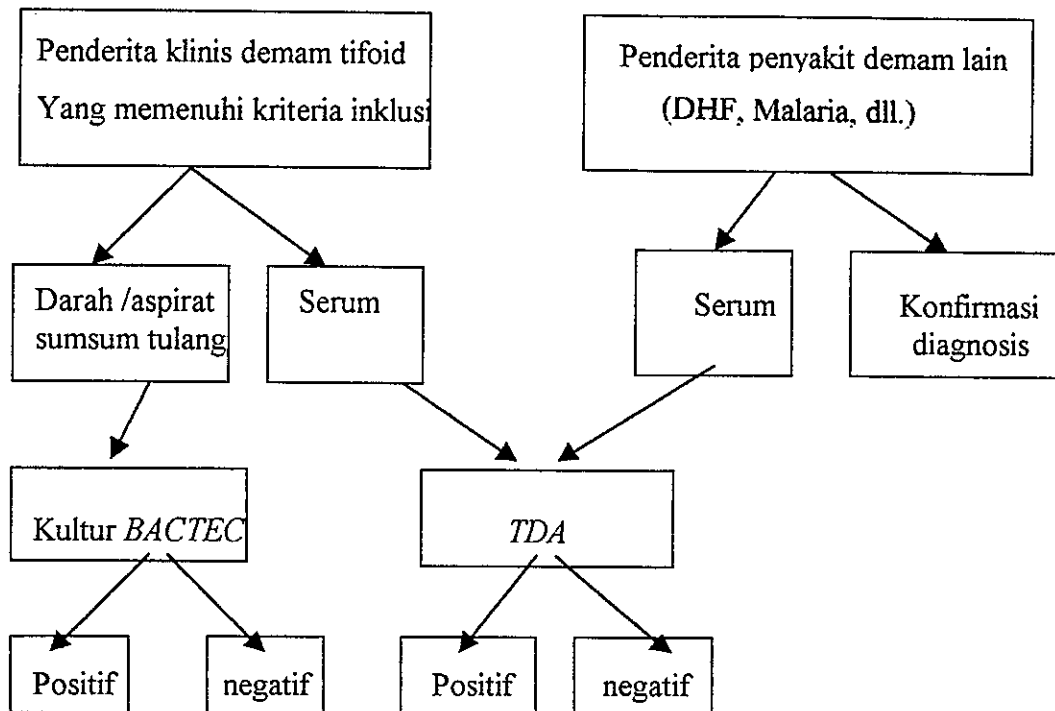 Penderita klinis demam tifoid
Yang memenuhi kriteria inklusi
Penderita penyakit demam lain
(DHF, Malaria, dll.)
Darah /aspirat
sumsum tulang
Serum
Serum
Konfirmasi
diagnosis
Kultur BACTEC
TDA
Positif
negatif
Positif
negatif